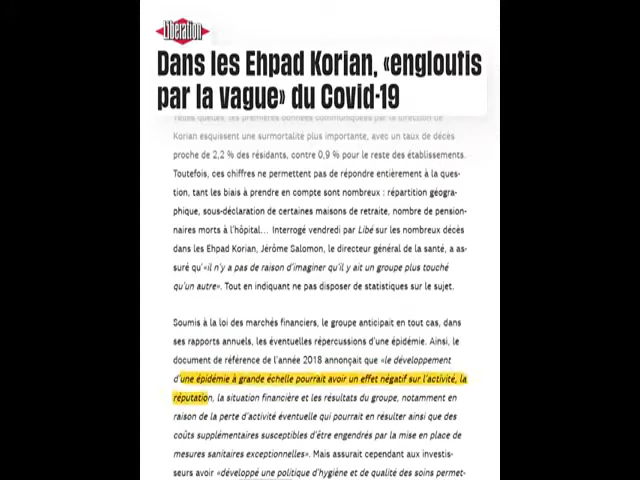 Libération
Dans les Ehpad Korian, «engloutis
par la vague» du Covid-19
Telles quelles, les premières données communiquées par la direction de
Korian esquissent une surmortalité plus importante, avec un taux de décès
proche de 2,2 % des résidants, contre 0,9 % pour le reste des établissements.
Toutefois, ces chiffres ne permettent pas de répondre entièrement à la ques-
tion, tant les biais à prendre en compte sont nombreux : répartition géogra-
phique, sous-déclaration de certaines maisons de retraite, nombre de pension-
naires morts à l'hôpital… Interrogé vendredi par Libé sur les nombreux décès
dans les Ehpad Korian, Jérôme Salomon, le directeur général de la santé, a as-
suré qu'«il n'y a pas de raison d'imaginer qu'il y ait un groupe plus touché
qu'un autre». Tout en indiquant ne pas disposer de statistiques sur le sujet.
Soumis à la loi des marchés financiers, le groupe anticipait en tout cas, dans
ses rapports annuels, les éventuelles répercussions d'une épidémie. Ainsi, le
document de référence de l'année 2018 annonçait que «le développement
d'une épidémie à grande échelle pourrait avoir un effet négatif sur l'activité, la
réputation, la situation financière et les résultats du groupe, notamment en
raison de la perte d'activité éventuelle qui pourrait en résulter ainsi que des
coûts supplémentaires susceptibles d'être engendrés par la mise en place de
mesures sanitaires exceptionnelles». Mais assurait cependant aux investis-
seurs avoir «développé une politique d'hygiène et de qualité des soins permet-